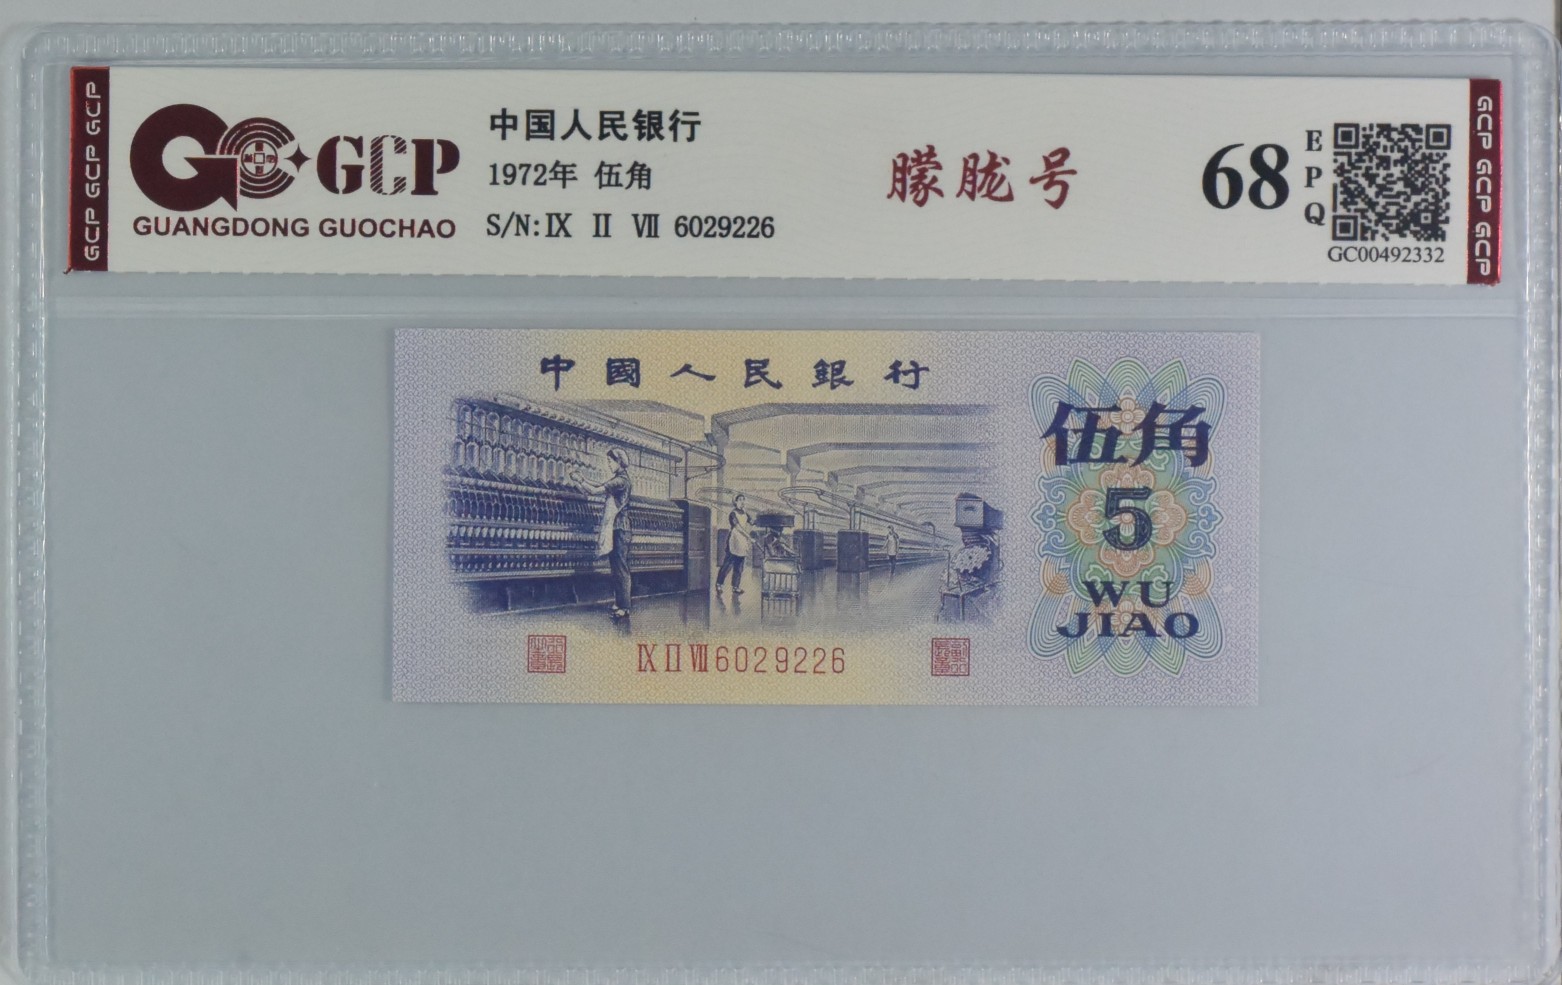 GCP GCP GCP
GCP
GUANGDONG GUOCHAO
中国人民银行
1972年 伍角
S/N:Ⅸ Ⅱ Ⅶ 6029226
朦胧号
68
EPQ
GC00492332
GCP GCP GCP
中國人民銀行
伍角
5
WU
JIAO
ⅨⅡⅦ6029226